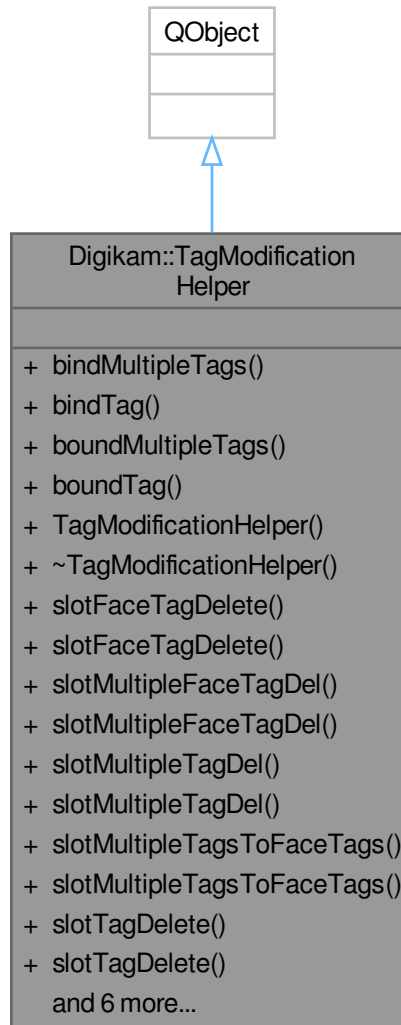 QObject
Digikam::TagModification
Helper
+ bindMultipleTags()
+ bindTag()
+ boundMultipleTags()
+ boundTag()
+ TagModificationHelper()
+ ~TagModificationHelper()
+ slotFaceTagDelete()
+ slotFaceTagDelete()
+ slotMultipleFaceTagDel()
+ slotMultipleFaceTagDel()
+ slotMultipleTagDel()
+ slotMultipleTagDel()
+ slotMultipleTagsToFaceTags()
+ slotMultipleTagsToFaceTags()
+ slotTagDelete()
+ slotTagDelete()
and 6 more...